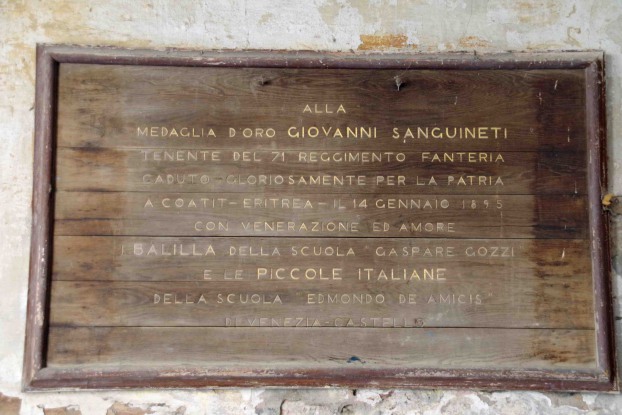 ALLA
MEDAGLIA D'ORO GIOVANNI SANGUINETI
TENENTE DEL 71 REGGIMENTO FANTERIA
CADUTO GLORIOSAMENTE PER LA PATRIA
A COATIT-ERITREA-IL 14 GENNAIO 1895
CON VENERAZIONE ED AMORE
I BALILLA DELLA SCUOLA GASPARE GOZZI
E LE PICCOLE ITALIANE
DELLA SCUOLA "EDMONDO DE AMICIS"
DI VENEZIA-CASTELLO